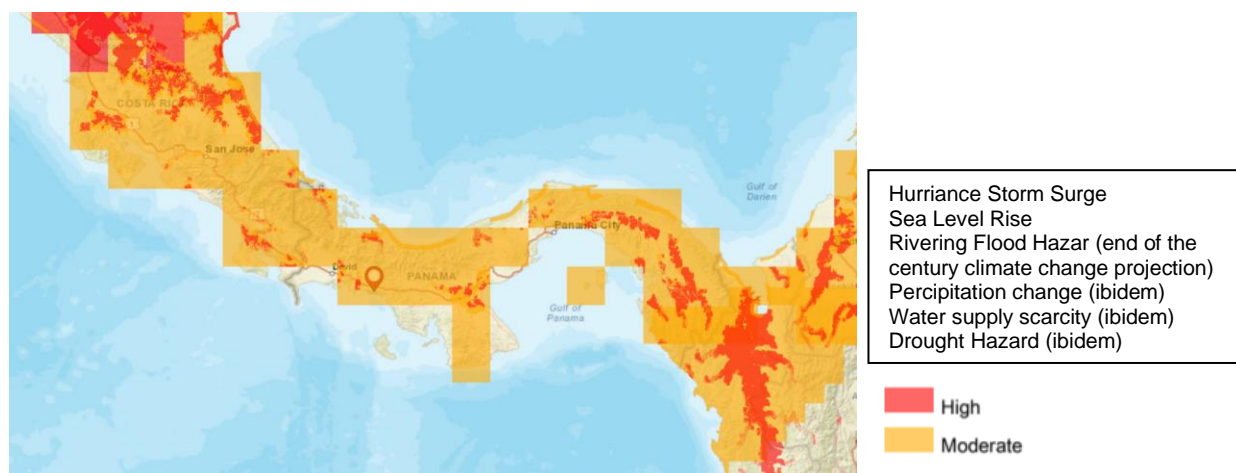 COSTA RIC
San Jose
David
PANAMA
Panama City
Gulf of
Panama
Gulf of
Darien
1
Hurriance Storm Surge
Sea Level Rise
Rivering Flood Hazar (end of the
century climate change projection)
Percipitation change (ibidem)
Water supply scarcity (ibidem)
Drought Hazard (ibidem)
High
Moderate